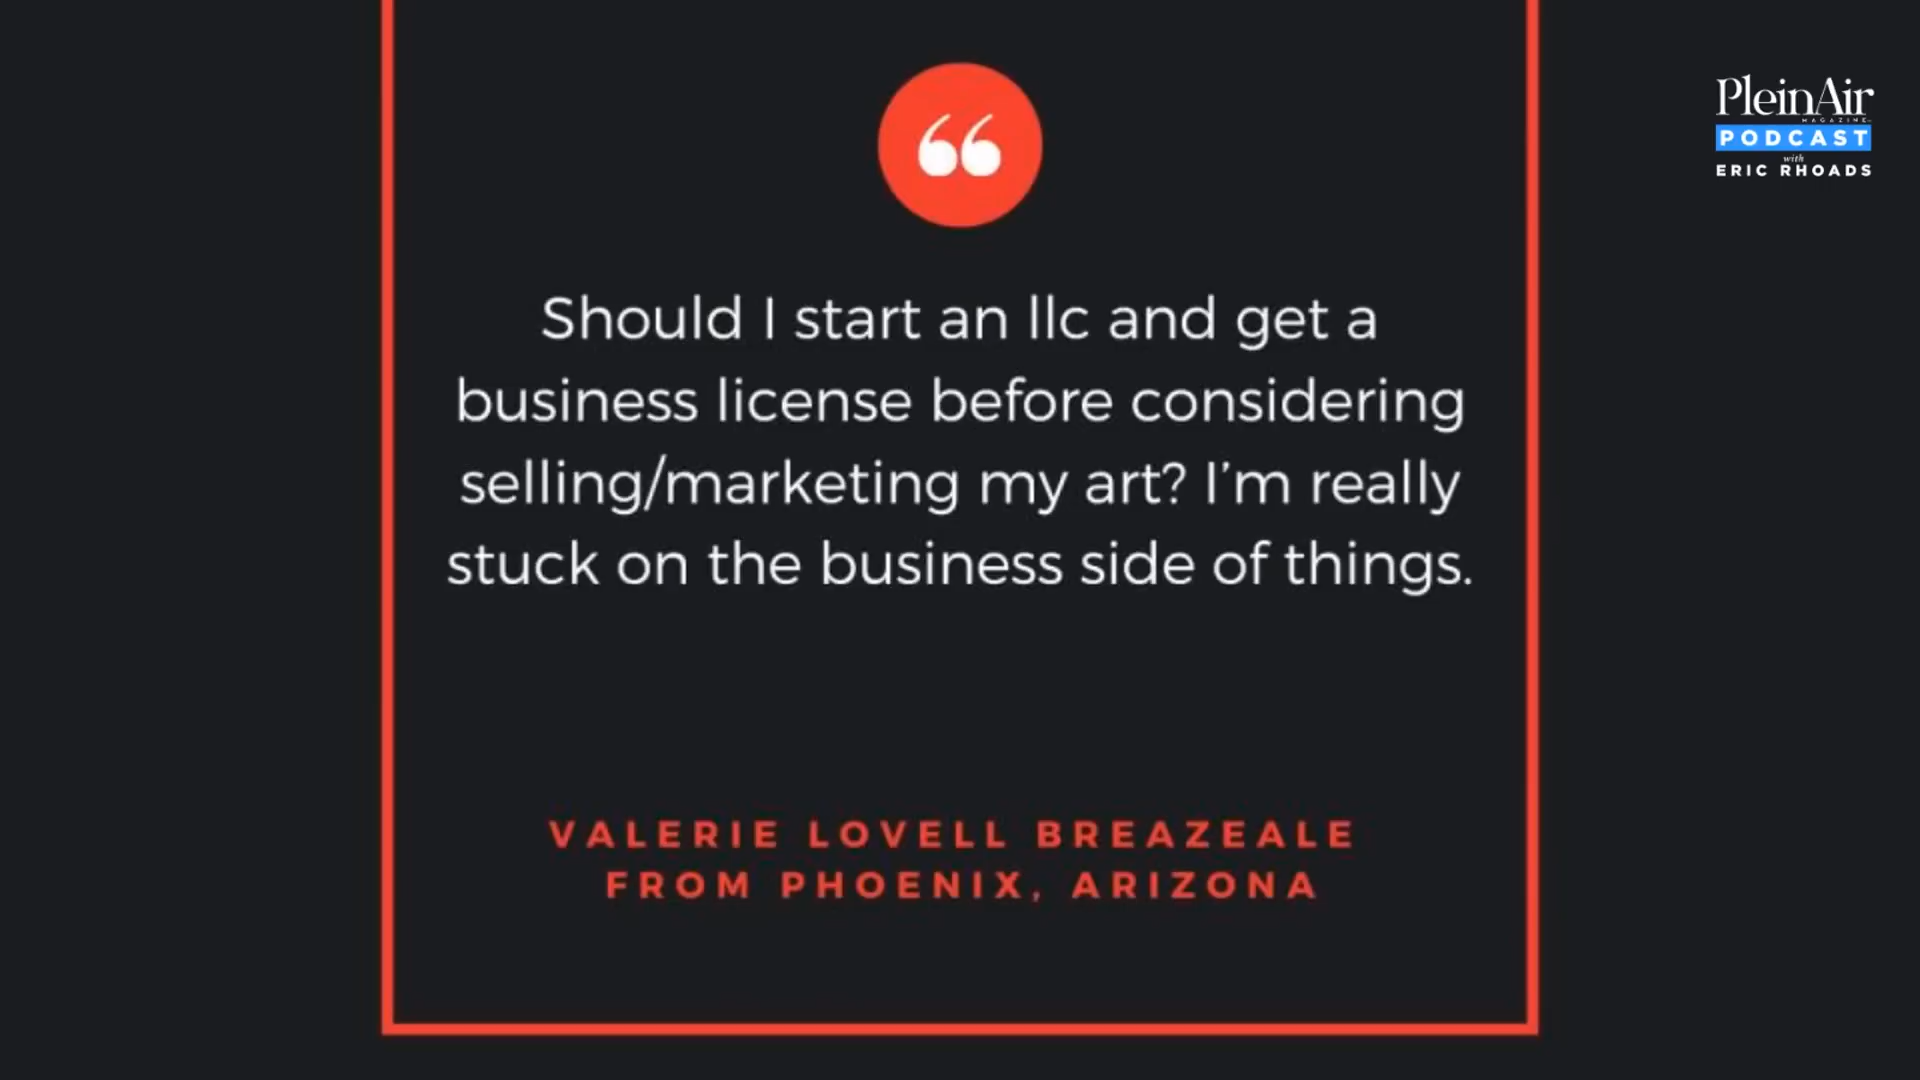 PleinAir
MAGAZINE
PODCAST
with
ERIC RHOADS
“
Should I start an llc and get a
business license before considering
selling/marketing my art? I’m really
stuck on the business side of things.
VALERIE LOVELL BREAZEALE
FROM PHOENIX, ARIZONA